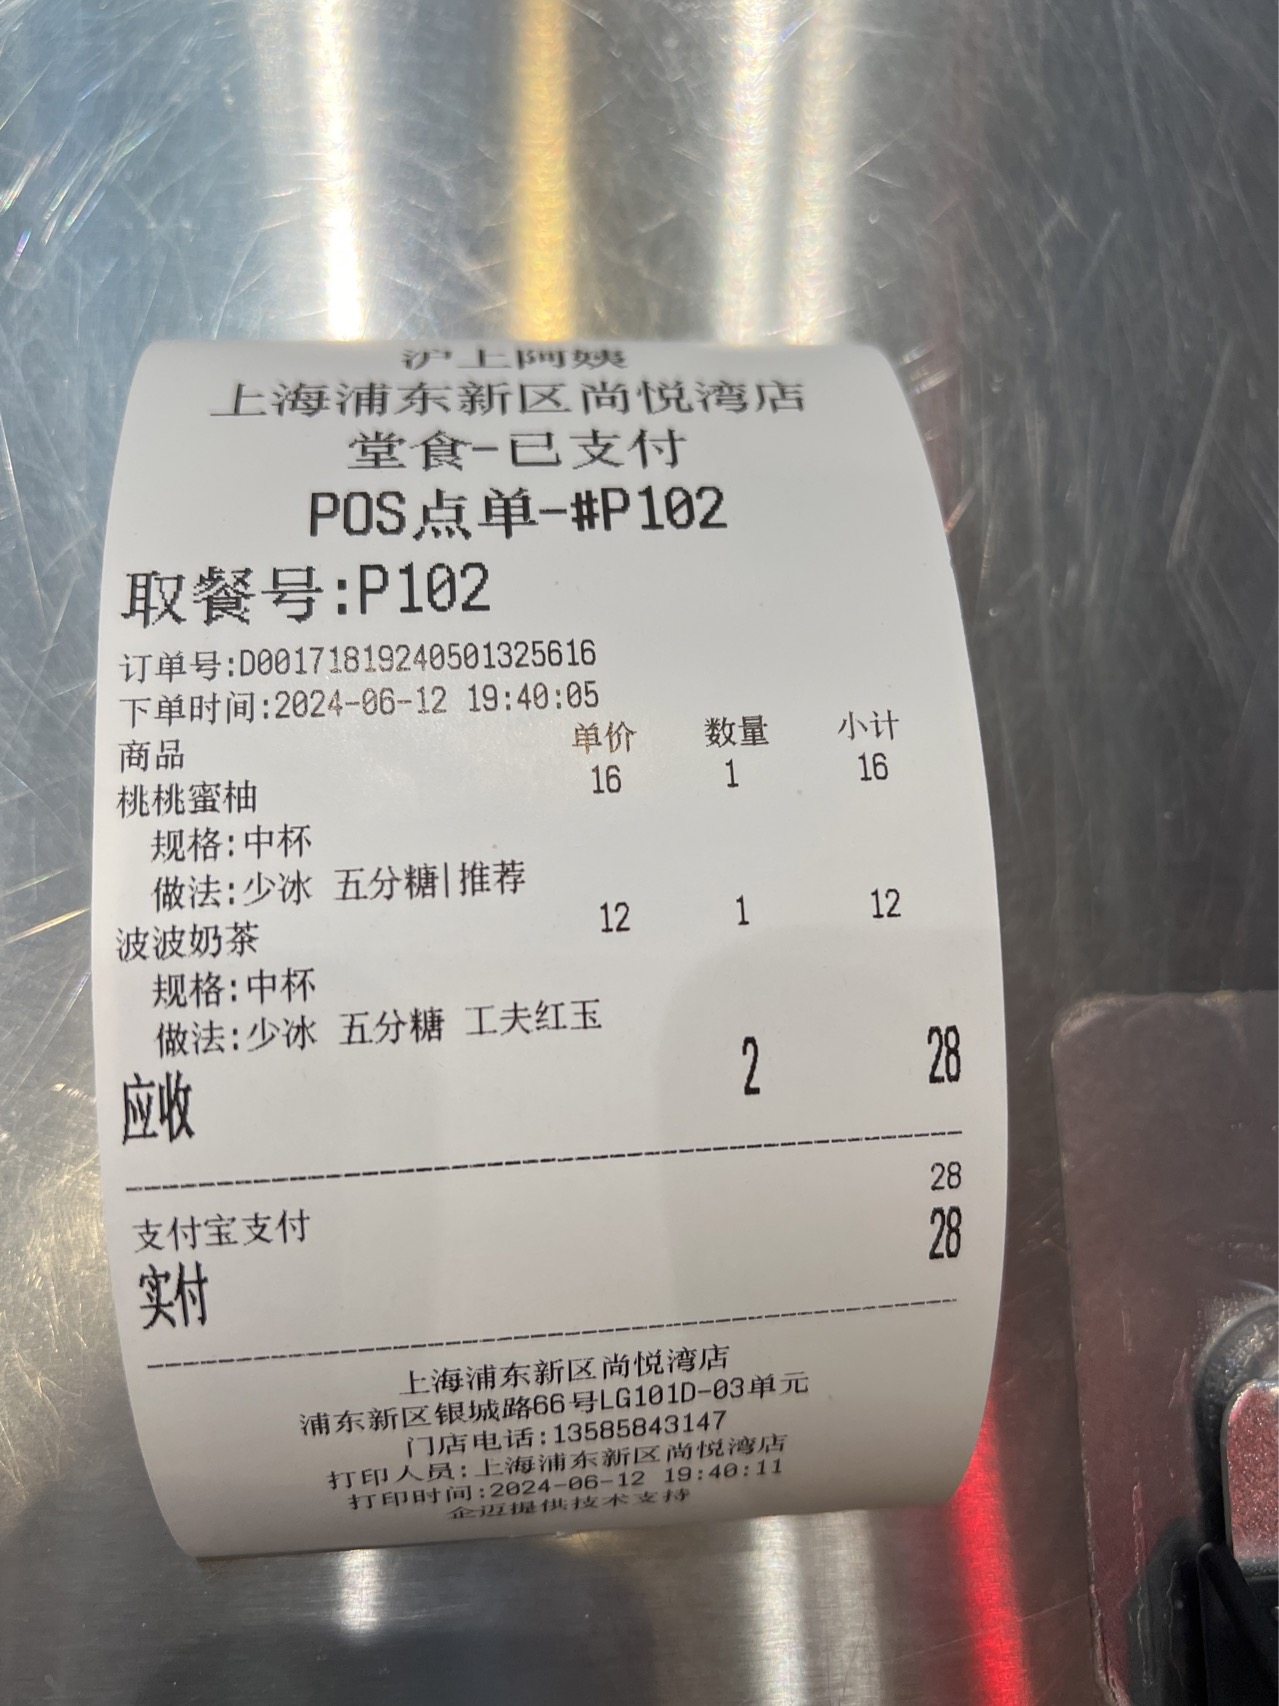 沪上阿姨
上海浦东新区尚悦湾店
堂食-已支付
POS点单-#P102
取餐号:P102
订单号:D00171819240501325616
下单时间:2024-06-12 19:40:05
商品 单价 数量 小计
桃桃蜜柚 16 1 16
规格:中杯
做法:少冰 五分糖|推荐
波波奶茶 12 1 12
规格:中杯
做法:少冰 五分糖 工夫红玉
应收 2 28
支付宝支付 28
实付 28
上海浦东新区尚悦湾店
浦东新区银城路66号LG101D-03单元
门店电话:13585843147
打印人员:上海浦东新区尚悦湾店
打印时间:2024-06-12 19:40:11
企迈提供技术支持